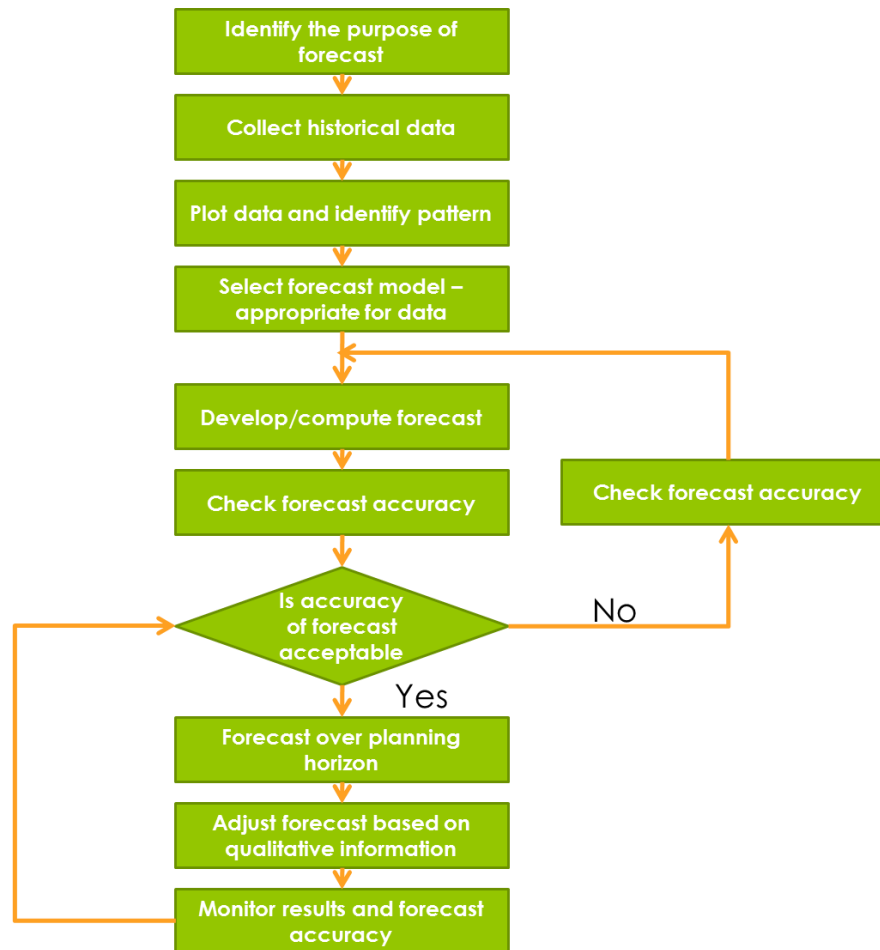 Identify the purpose of
forecast
Collect historical data
Plot data and identify pattern
Select forecast model –
appropriate for data
Develop/compute forecast
Check forecast accuracy
Check forecast accuracy
Is accuracy
of forecast
acceptable
No
Yes
Forecast over planning
horizon
Adjust forecast based on
qualitative information
Monitor results and forecast
accuracy